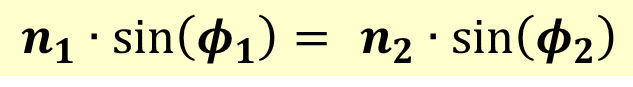 n₁ · sin(ϕ₁) = n₂ · sin(ϕ₂)